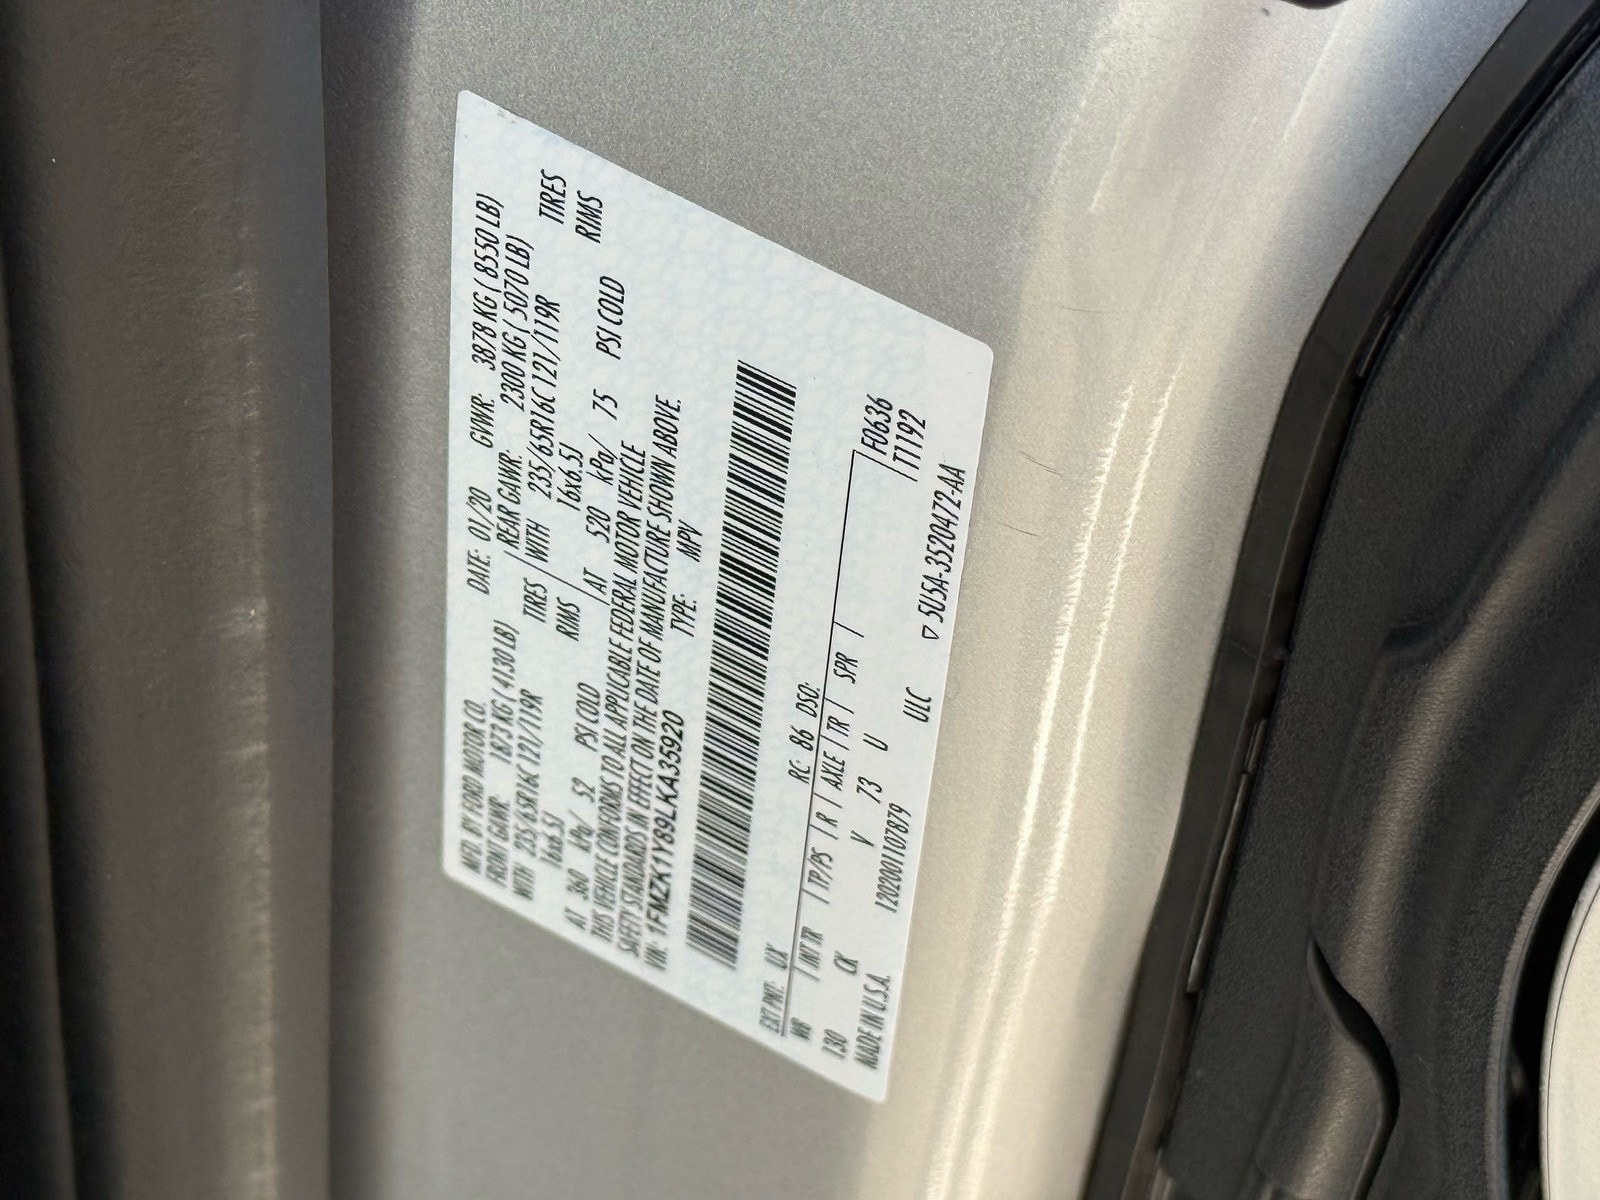 MFD. BY FORD MOTOR CO. DATE: 01/20 GVWR: 3878 KG ( 8550 LB)
FRONT GAWR: 1873 KG ( 4130 LB) REAR GAWR: 2300 KG ( 5070 LB)
WITH 235/65R16C 121/119R TIRES WITH 235/65R16C 121/119R TIRES
16x6.5J RIMS 16x6.5J RIMS
AT 360 kPa/ 52 PSI COLD AT 520 kPa/ 75 PSI COLD
THIS VEHICLE CONFORMS TO ALL APPLICABLE FEDERAL MOTOR VEHICLE
SAFETY STANDARDS IN EFFECT ON THE DATE OF MANUFACTURE SHOWN ABOVE.
VIN: 1FMZK1Y89LKA35920 TYPE: MPV
EXT PNT: UX RC: 86 DSO: F0636
WB INT TR TP/PS R AXLE TR SPR T1192
130 CK V 73 U
MADE IN U.S.A. 120200110787​9 ULC ▽ 5U5A-3520472-AA